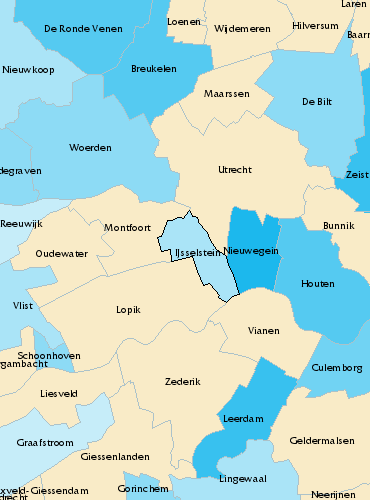 Laren
Loenen
De Ronde Venen
Wijdemeren
Hilversum
Baarn
Nieuwkoop
Breukelen
Maarssen
De Bilt
Woerden
degraven
Utrecht
Zeist
Reeuwijk
Montfoort
Bunnik
Oudewater
IJsselstein
Nieuwegein
Houten
Vlist
Lopik
Vianen
Schoonhoven
rgambacht
Culemborg
Zederik
Liesveld
Leerdam
Graafstroom
Geldermalsen
Giessenlanden
Lingewaal
xveld-Giessendam
Gorinchem
Neerijnen
drecht